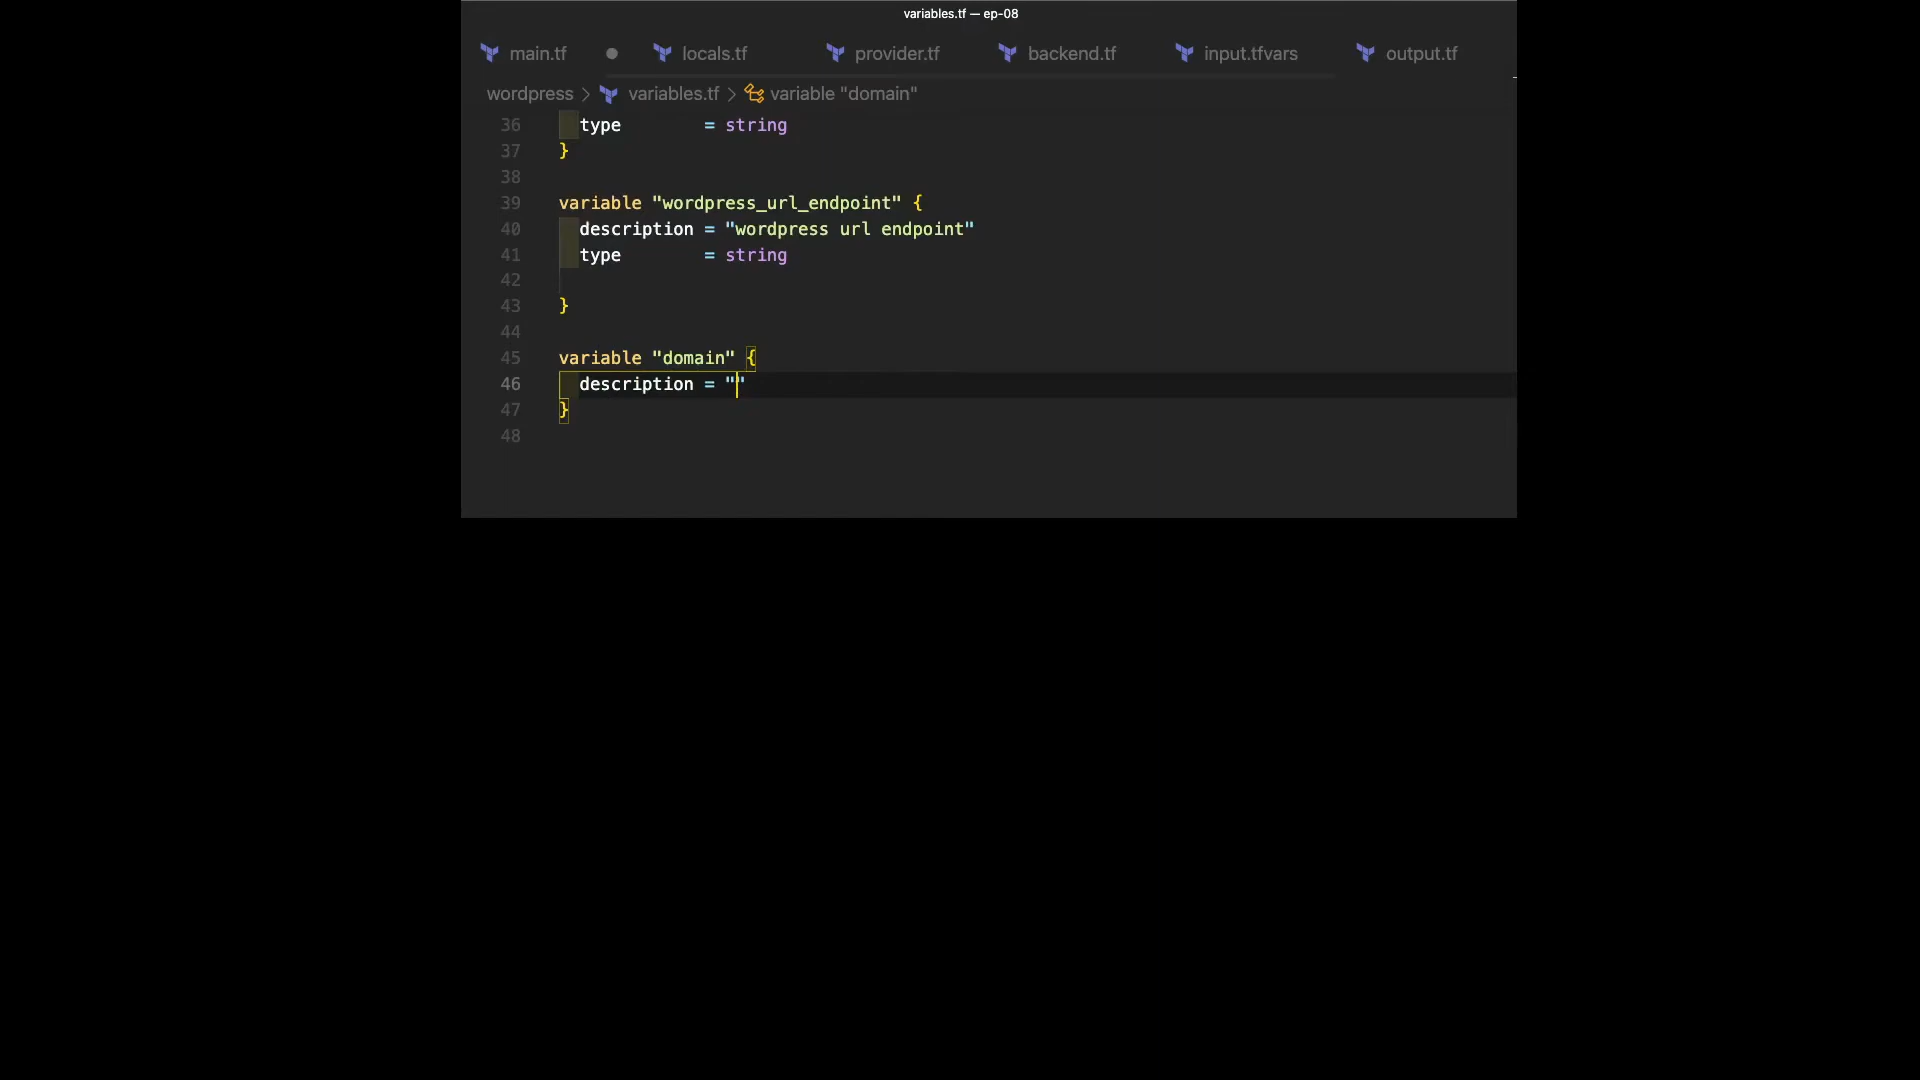 variables.tf — ep-08
main.tf locals.tf provider.tf backend.tf input.tfvars output.tf
wordpress > variables.tf > variable "domain"
36 type = string
37 }
38
39 variable "wordpress_url_endpoint" {
40 description = "wordpress url endpoint"
41 type = string
42
43 }
44
45 variable "domain" {
46 description = ""
47 }
48